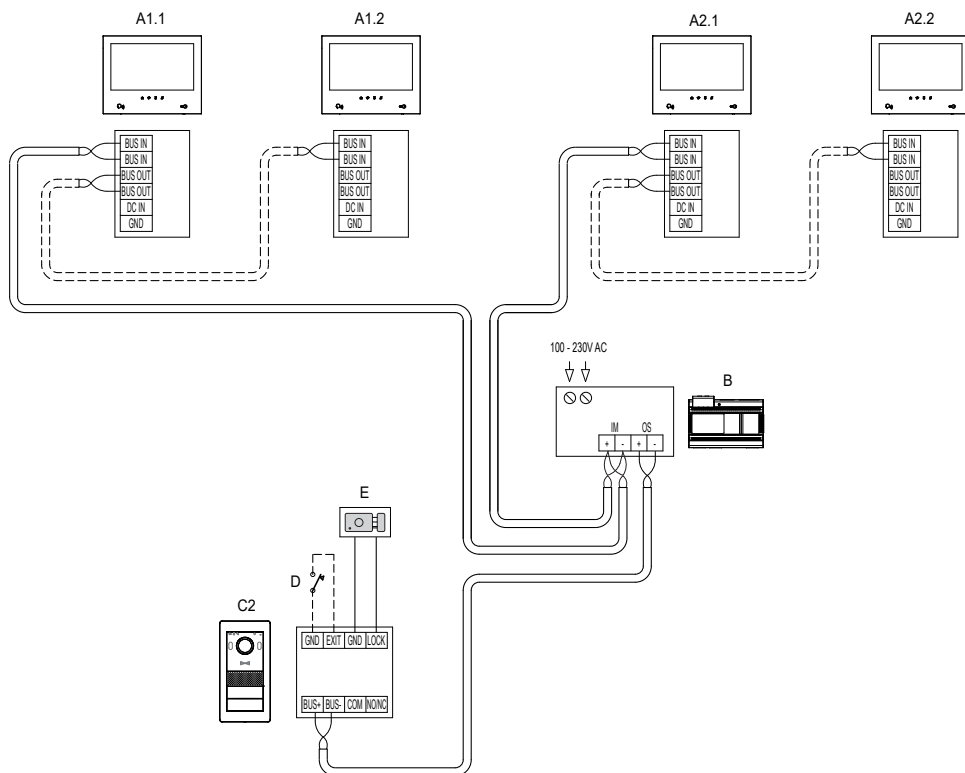 A1.1
A1.2
A2.1
A2.2
BUS IN
BUS IN
BUS OUT
BUS OUT
DC IN
GND
BUS IN
BUS IN
BUS OUT
BUS OUT
DC IN
GND
BUS IN
BUS IN
BUS OUT
BUS OUT
DC IN
GND
BUS IN
BUS IN
BUS OUT
BUS OUT
DC IN
GND
100 - 230V AC
B
IM OS
+ - + -
E
D
C2
GND EXIT GND LOCK
BUS+ BUS- COM NO/NC